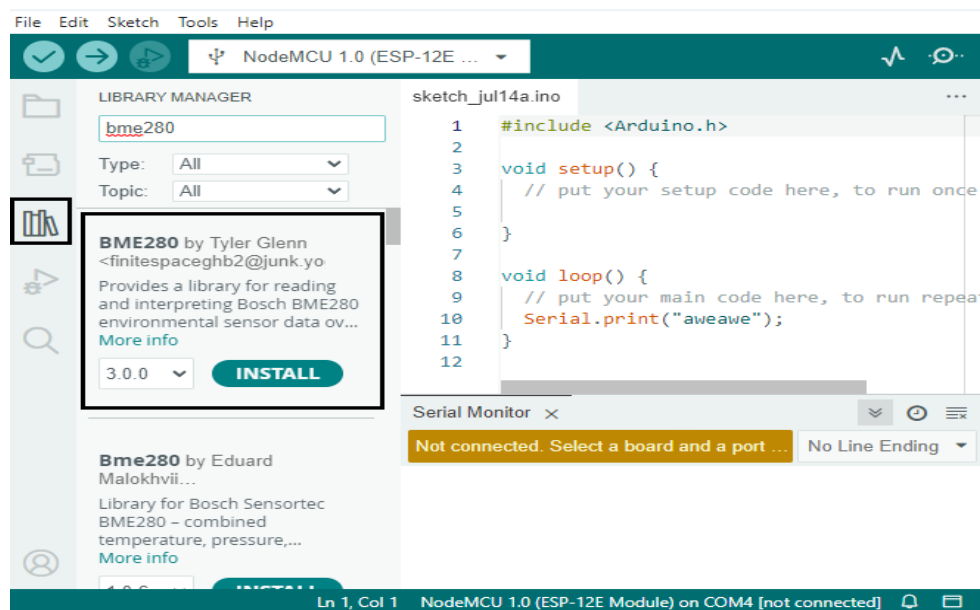 File Edit Sketch Tools Help
NodeMCU 1.0 (ESP-12E ...
LIBRARY MANAGER
bme280
Type: All
Topic: All
BME280 by Tyler Glenn
<finitespaceghb2@junk.yo
Provides a library for reading
and interpreting Bosch BME280
environmental sensor data ov...
More info
3.0.0 INSTALL
Bme280 by Eduard
Malokhvii...
Library for Bosch Sensortec
BME280 – combined
temperature, pressure,...
More info
sketch_jul14a.ino
1 #include <Arduino.h>
2
3 void setup() {
4 // put your setup code here, to run once
5
6 }
7
8 void loop() {
9 // put your main code here, to run repea
10 Serial.print("aweawe");
11 }
12
Serial Monitor
Not connected. Select a board and a port ... No Line Ending
Ln 1, Col 1 NodeMCU 1.0 (ESP-12E Module) on COM4 [not connected]